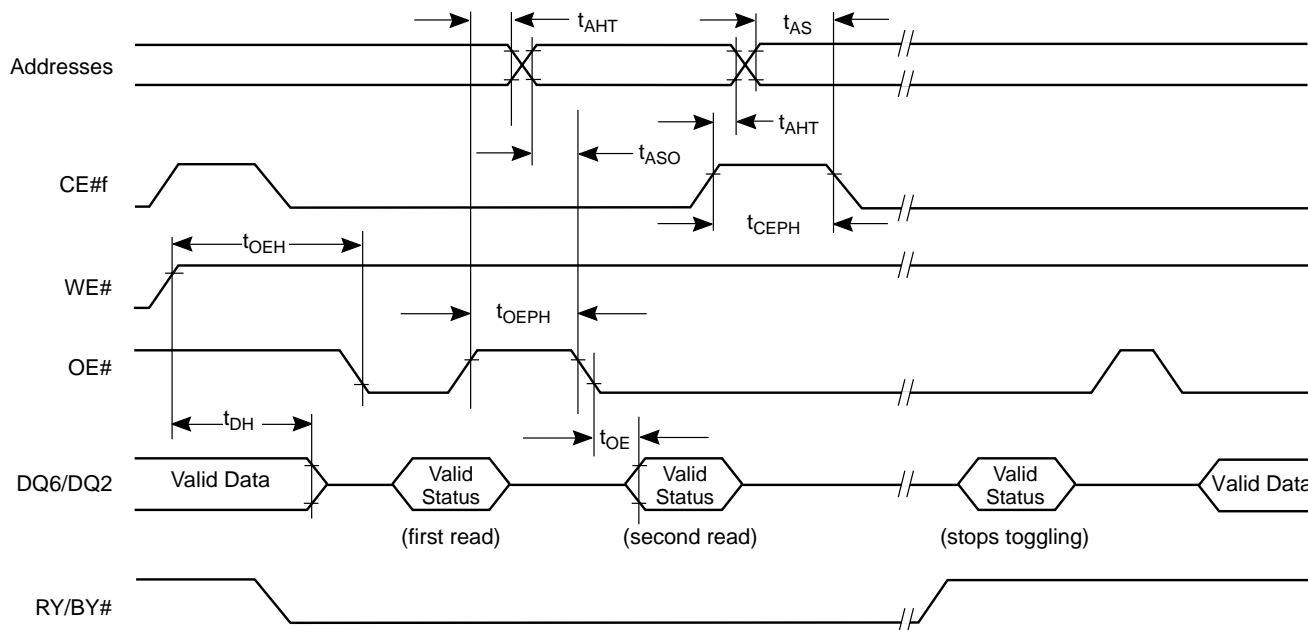 tAHT
tAS
Addresses
tAHT
tASO
CE#f
tCEPH
tOEH
WE#
tOEPH
OE#
tDH
tOE
DQ6/DQ2
Valid Data
Valid
Status
Valid
Status
Valid
Status
Valid Data
(first read)
(second read)
(stops toggling)
RY/BY#